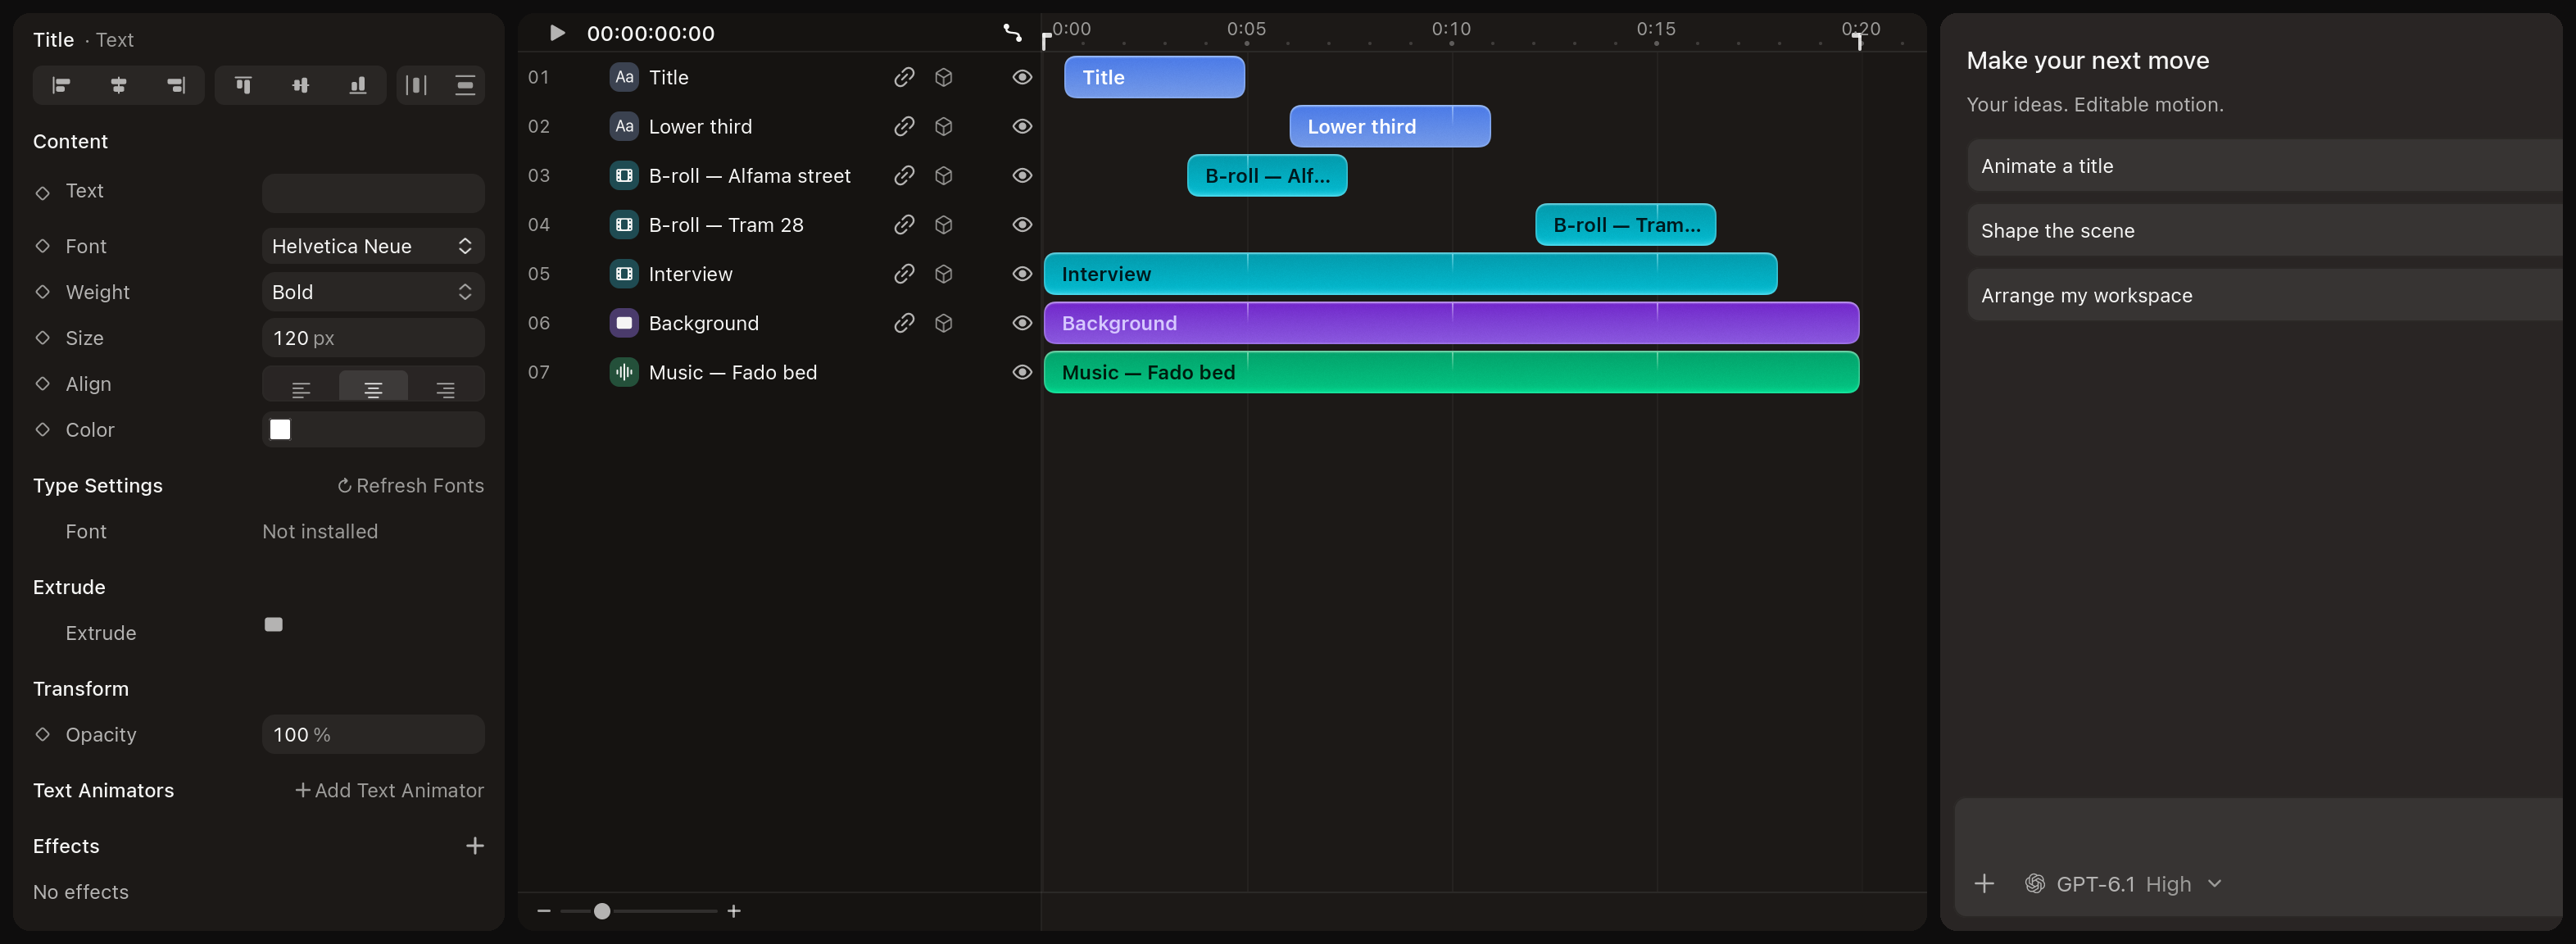 Title · Text
Content
Text
Font Helvetica Neue
Weight Bold
Size 120 px
Align
Color
Type Settings Refresh Fonts
Font Not installed
Extrude
Extrude
Transform
Opacity 100 %
Text Animators Add Text Animator
Effects
No effects
00:00:00:00
0:00 0:05 0:10 0:15 0:20
01 Aa Title
02 Aa Lower third
03 B-roll — Alfama street
04 B-roll — Tram 28
05 Interview
06 Background
07 Music — Fado bed
Title
Lower third
B-roll — Alf...
B-roll — Tram...
Interview
Background
Music — Fado bed
Make your next move
Your ideas. Editable motion.
Animate a title
Shape the scene
Arrange my workspace
GPT-6.1 High